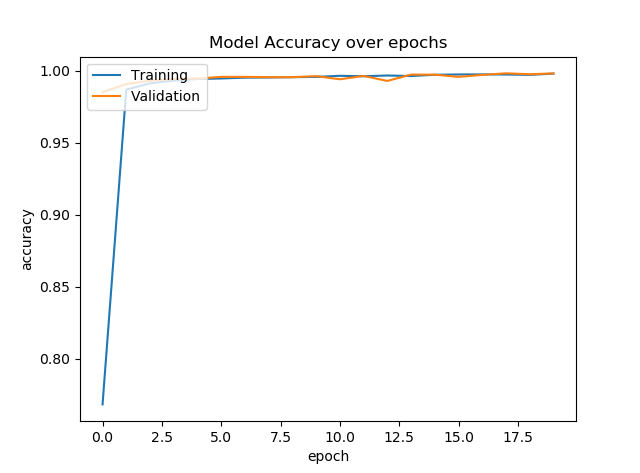 Model Accuracy over epochs
Training
Validation
1.00
0.95
0.90
0.85
0.80
accuracy
0.0 2.5 5.0 7.5 10.0 12.5 15.0 17.5
epoch